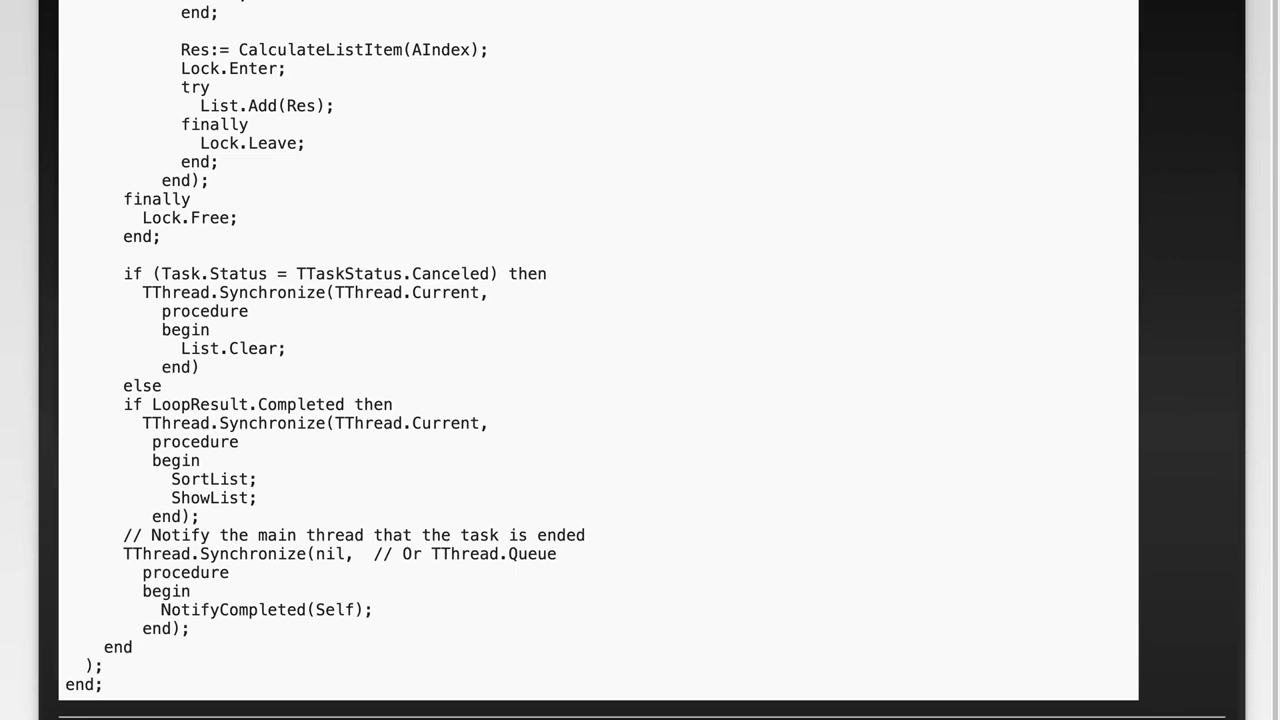 end;
Res:= CalculateListItem(AIndex);
Lock.Enter;
try
List.Add(Res);
finally
Lock.Leave;
end;
end);
finally
Lock.Free;
end;
if (Task.Status = TTaskStatus.Canceled) then
TThread.Synchronize(TThread.Current,
procedure
begin
List.Clear;
end)
else
if LoopResult.Completed then
TThread.Synchronize(TThread.Current,
procedure
begin
SortList;
ShowList;
end);
// Notify the main thread that the task is ended
TThread.Synchronize(nil,  // Or TThread.Queue
procedure
begin
NotifyCompleted(Self);
end);
end
);
end;